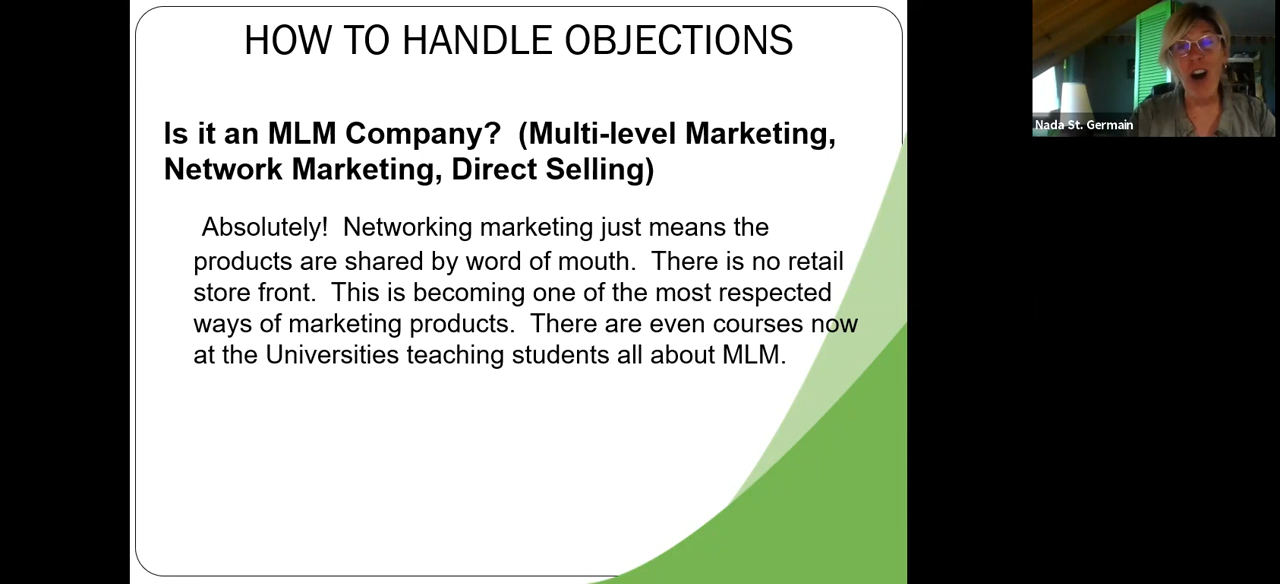 HOW TO HANDLE OBJECTIONS
Is it an MLM Company?  (Multi-level Marketing,
Network Marketing, Direct Selling)
Absolutely!  Networking marketing just means the
products are shared by word of mouth.  There is no retail
store front.  This is becoming one of the most respected
ways of marketing products.  There are even courses now
at the Universities teaching students all about MLM.
Nada St. Germain